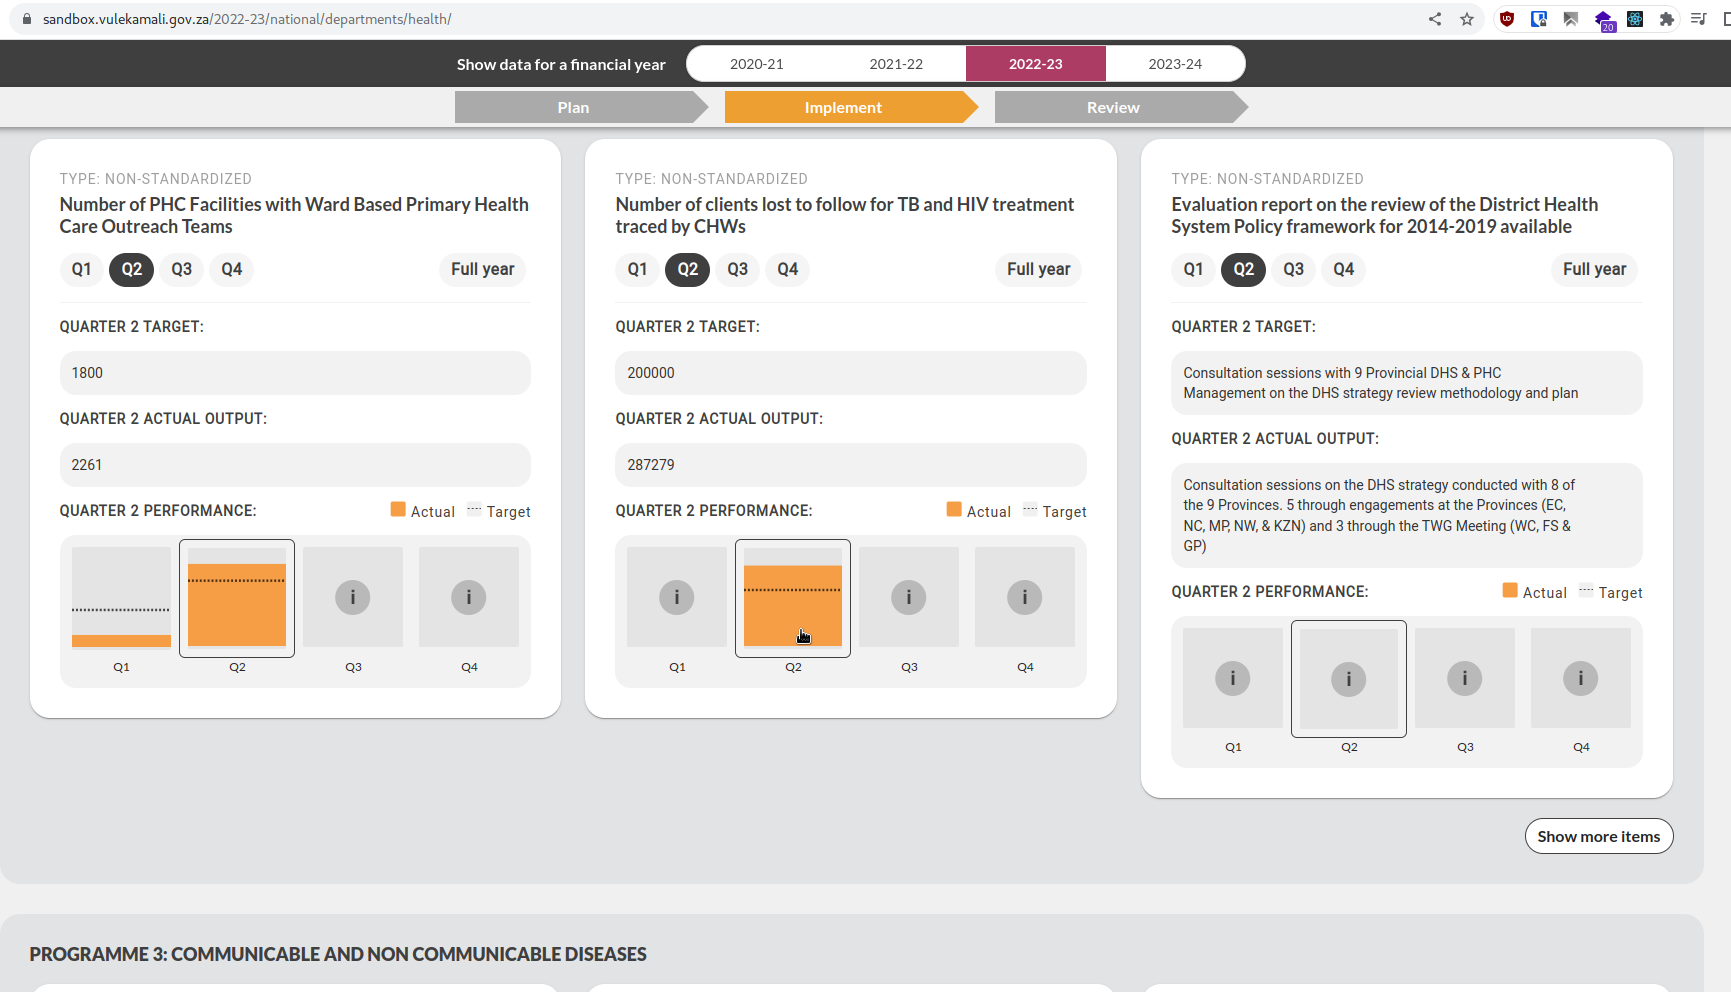 sandbox.vulekamali.gov.za/2022-23/national/departments/health/
20
Show data for a financial year
2020-21
2021-22
2022-23
2023-24
Plan
Implement
Review
TYPE: NON-STANDARDIZED
Number of PHC Facilities with Ward Based Primary Health
Care Outreach Teams
Q1 Q2 Q3 Q4 Full year
QUARTER 2 TARGET:
1800
QUARTER 2 ACTUAL OUTPUT:
2261
QUARTER 2 PERFORMANCE:
Actual Target
i i
Q1 Q2 Q3 Q4
TYPE: NON-STANDARDIZED
Number of clients lost to follow for TB and HIV treatment
traced by CHWs
Q1 Q2 Q3 Q4 Full year
QUARTER 2 TARGET:
200000
QUARTER 2 ACTUAL OUTPUT:
287279
QUARTER 2 PERFORMANCE:
Actual Target
i i i
Q1 Q2 Q3 Q4
TYPE: NON-STANDARDIZED
Evaluation report on the review of the District Health
System Policy framework for 2014-2019 available
Q1 Q2 Q3 Q4 Full year
QUARTER 2 TARGET:
Consultation sessions with 9 Provincial DHS & PHC
Management on the DHS strategy review methodology and plan
QUARTER 2 ACTUAL OUTPUT:
Consultation sessions on the DHS strategy conducted with 8 of
the 9 Provinces. 5 through engagements at the Provinces (EC,
NC, MP, NW, & KZN) and 3 through the TWG Meeting (WC, FS &
GP)
QUARTER 2 PERFORMANCE:
Actual Target
i i i i
Q1 Q2 Q3 Q4
Show more items
PROGRAMME 3: COMMUNICABLE AND NON COMMUNICABLE DISEASES